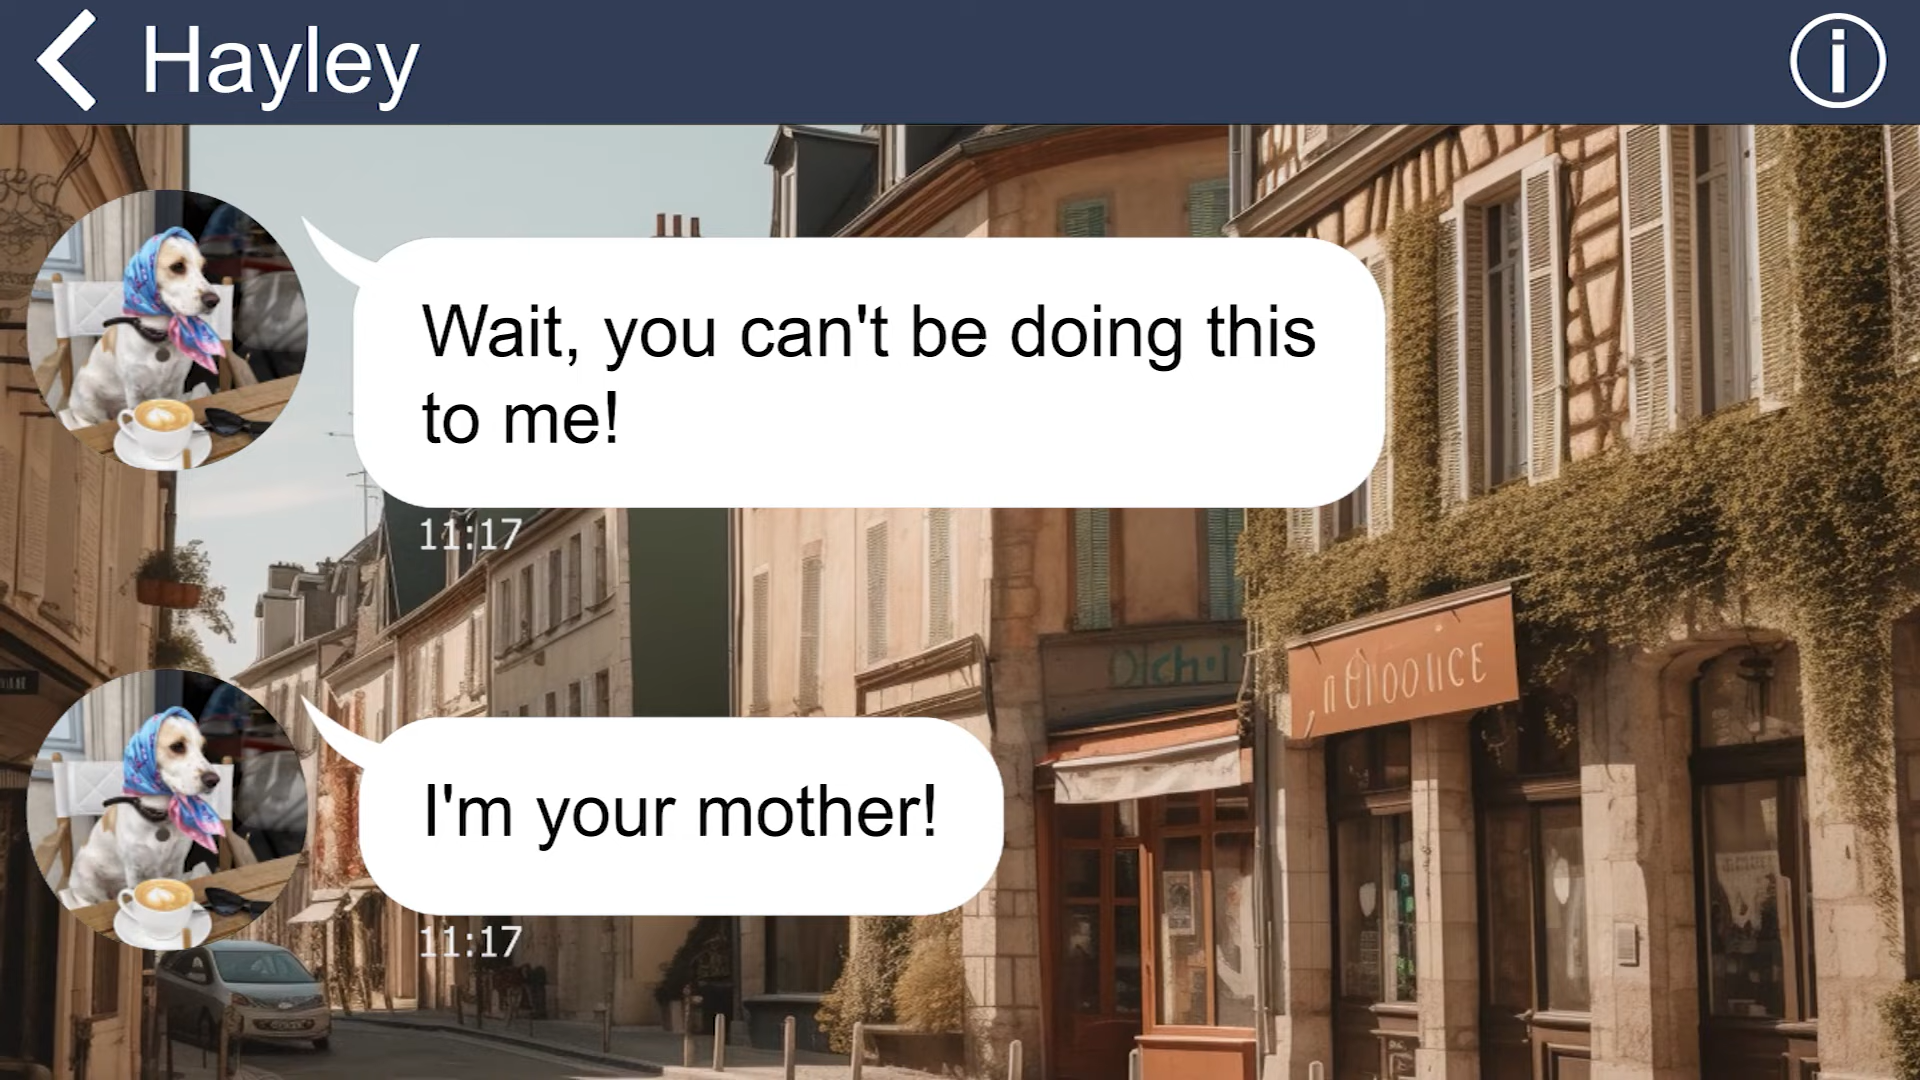 Hayley
Wait, you can't be doing this
to me!
11:17
I'm your mother!
11:17